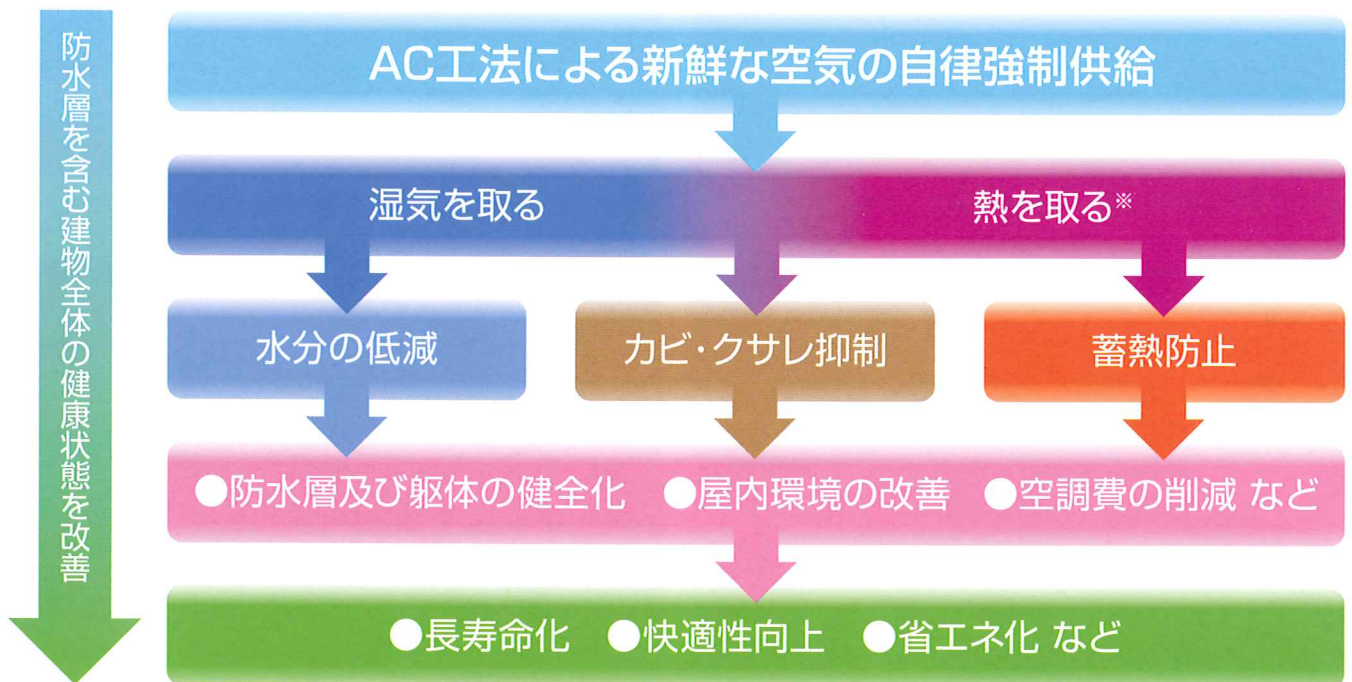 防水層を含む建物全体の健康状態を改善
AC工法による新鮮な空気の自律強制供給
湿気を取る
熱を取る※
水分の低減
カビ・クサレ抑制
蓄熱防止
●防水層及び躯体の健全化 ●屋内環境の改善 ●空調費の削減 など
●長寿命化 ●快適性向上 ●省エネ化 など